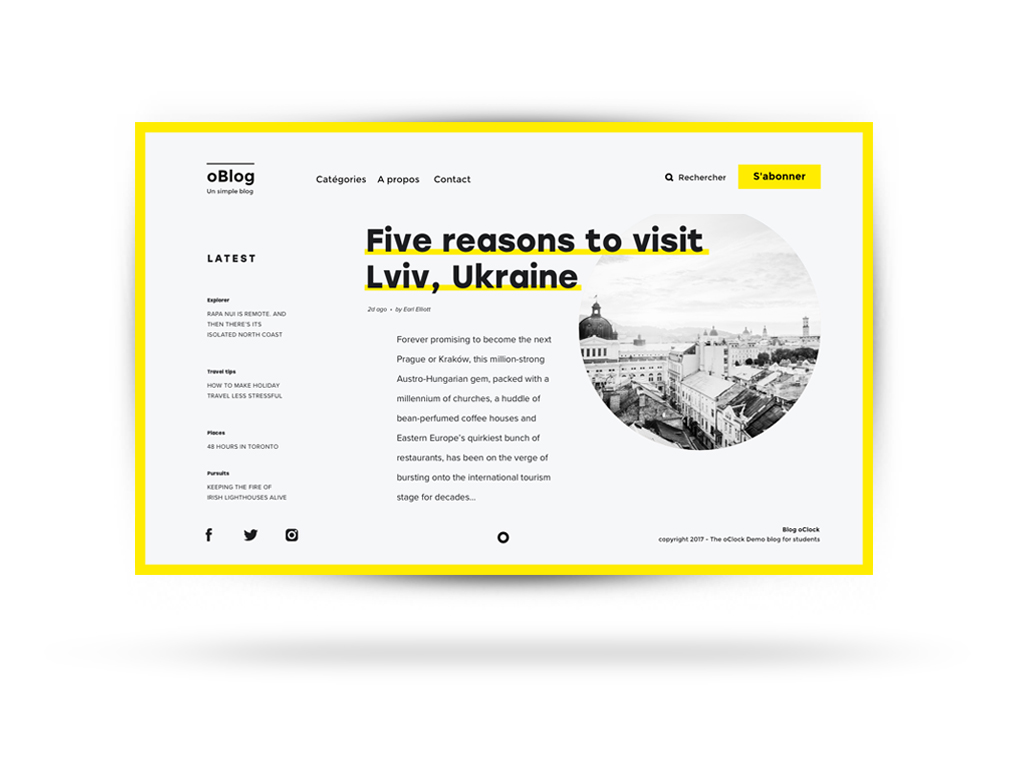 oBlog
Un simple blog
Catégories A propos Contact
Rechercher
S'abonner
LATEST
Explorer
RAPA NUI IS REMOTE. AND
THEN THERE'S ITS
ISOLATED NORTH COAST
Travel tips
HOW TO MAKE HOLIDAY
TRAVEL LESS STRESSFUL
Places
48 HOURS IN TORONTO
Pursuits
KEEPING THE FIRE OF
IRISH LIGHTHOUSES ALIVE
Five reasons to visit
Lviv, Ukraine
2d ago • by Earl Elliott
Forever promising to become the next
Prague or Kraków, this million-strong
Austro-Hungarian gem, packed with a
millennium of churches, a huddle of
bean-perfumed coffee houses and
Eastern Europe's quirkiest bunch of
restaurants, has been on the verge of
bursting onto the international tourism
stage for decades...
Blog oClock
copyright 2017 - The oClock Demo blog for students